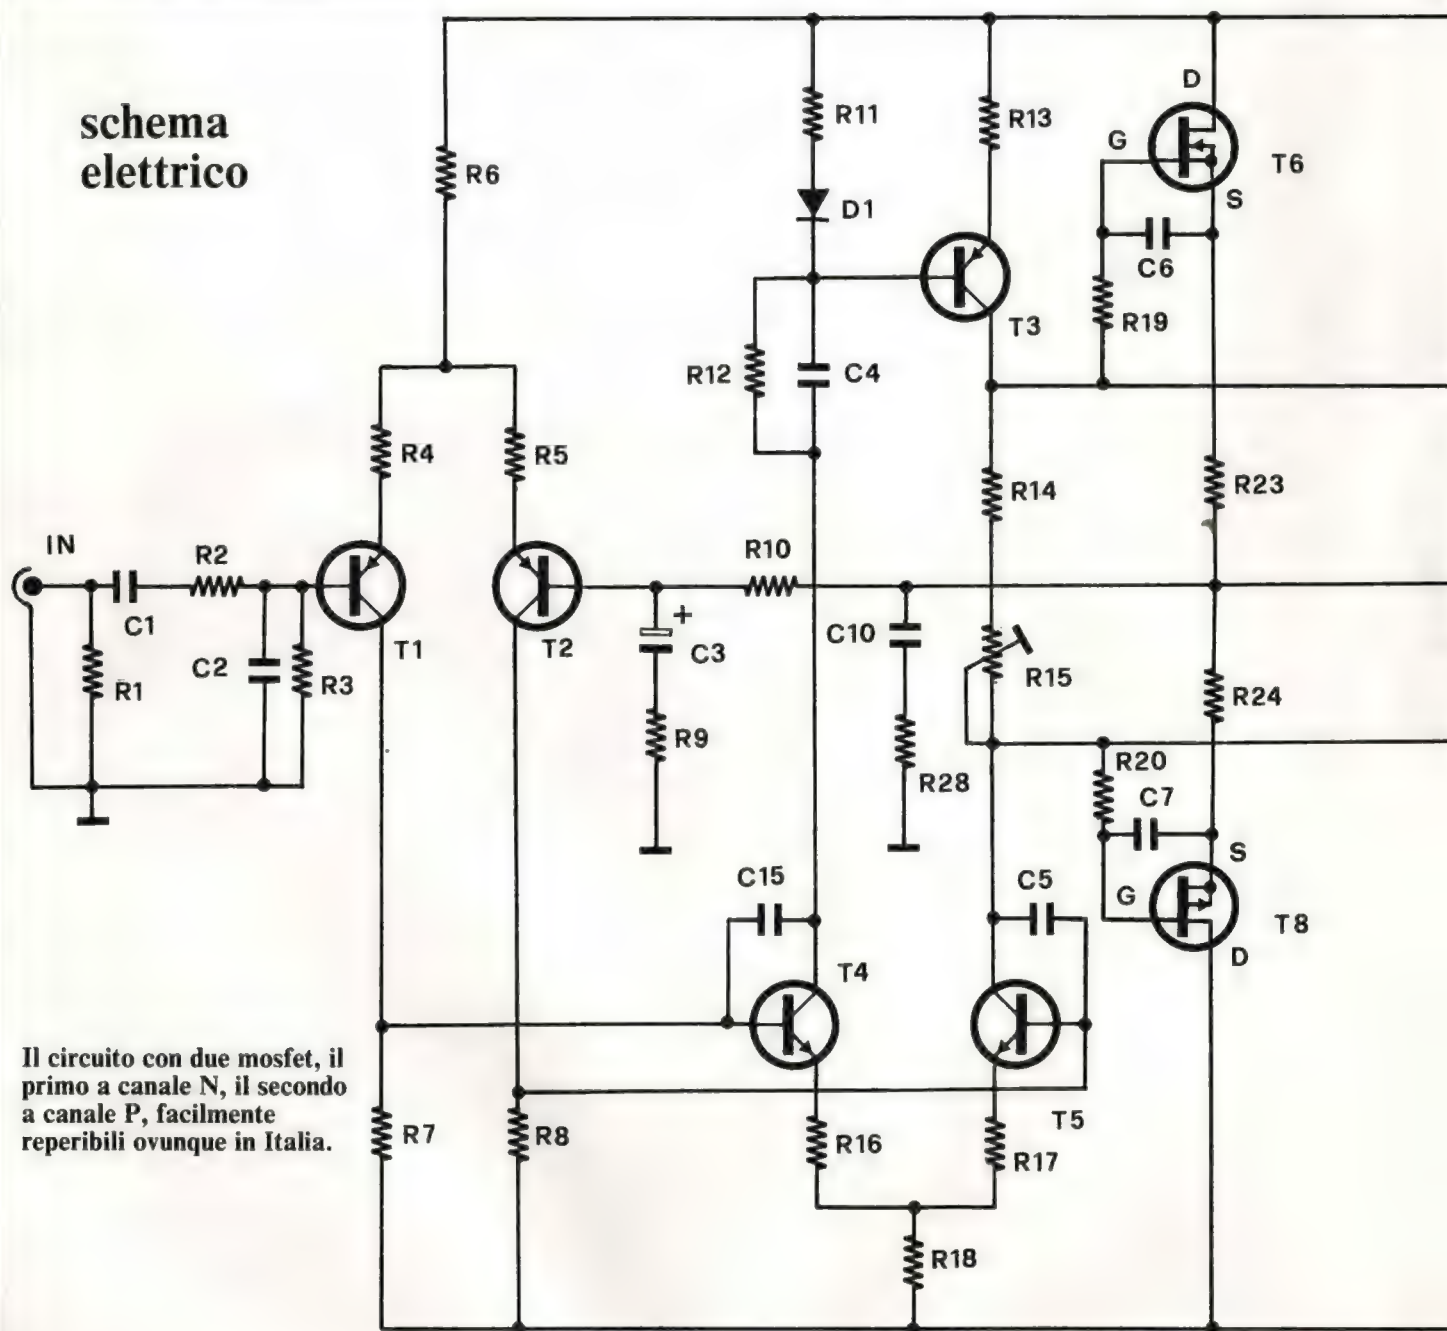 schema
elettrico
R6
R11
D1
R13
D
G
T6
S
C6
R19
T3
R12
C4
R4
R5
R14
R23
IN
R2
R10
C1
T1
T2
+
C3
C10
R15
R1
C2
R3
R24
R9
R28
R20
C7
C15
C5
S
G
T8
D
T4
Il circuito con due mosfet, il
primo a canale N, il secondo
a canale P, facilmente
reperibili ovunque in Italia.
R7
R8
R16
T5
R17
R18